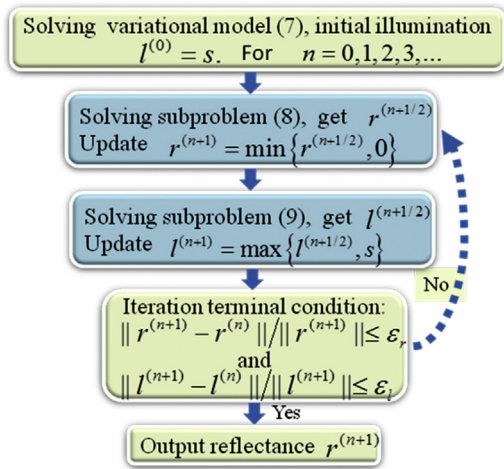 Solving variational model (7), initial illumination
l^{(0)} = s. For n = 0,1,2,3,...
Solving subproblem (8), get r^{(n+1/2)}
Update r^{(n+1)} = min{r^{(n+1/2)}, 0}
Solving subproblem (9), get l^{(n+1/2)}
Update l^{(n+1)} = max{l^{(n+1/2)}, s}
No
Iteration terminal condition:
|| r^{(n+1)} − r^{(n)} ||/|| r^{(n+1)} ||≤ ε_r
and
|| l^{(n+1)} − l^{(n)} ||/|| l^{(n+1)} ||≤ ε_l
Yes
Output reflectance r^{(n+1)}